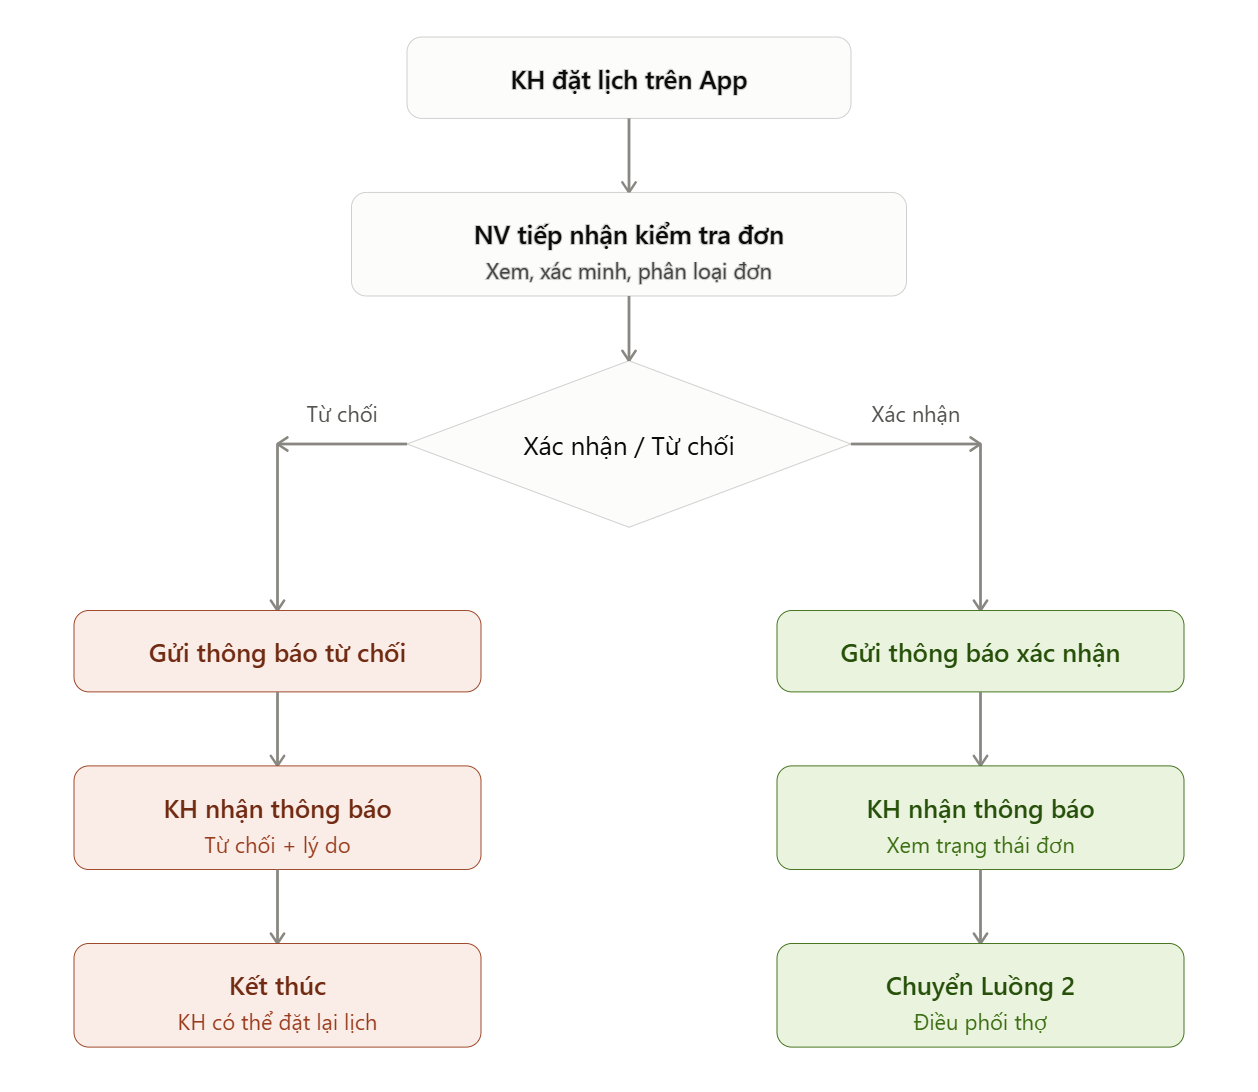 KH đặt lịch trên App
NV tiếp nhận kiểm tra đơn
Xem, xác minh, phân loại đơn
Từ chối
Xác nhận
Xác nhận / Từ chối
Gửi thông báo từ chối
Gửi thông báo xác nhận
KH nhận thông báo
Từ chối + lý do
KH nhận thông báo
Xem trạng thái đơn
Kết thúc
KH có thể đặt lại lịch
Chuyển Luồng 2
Điều phối thợ